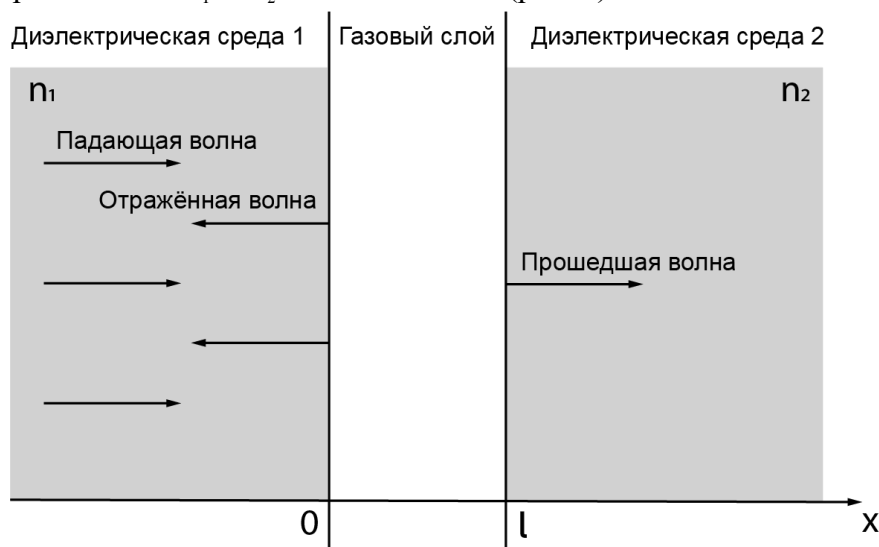 Диэлектрическая среда 1 Газовый слой Диэлектрическая среда 2
n₁ n₂
Падающая волна
Отражённая волна
Прошедшая волна
0 l x